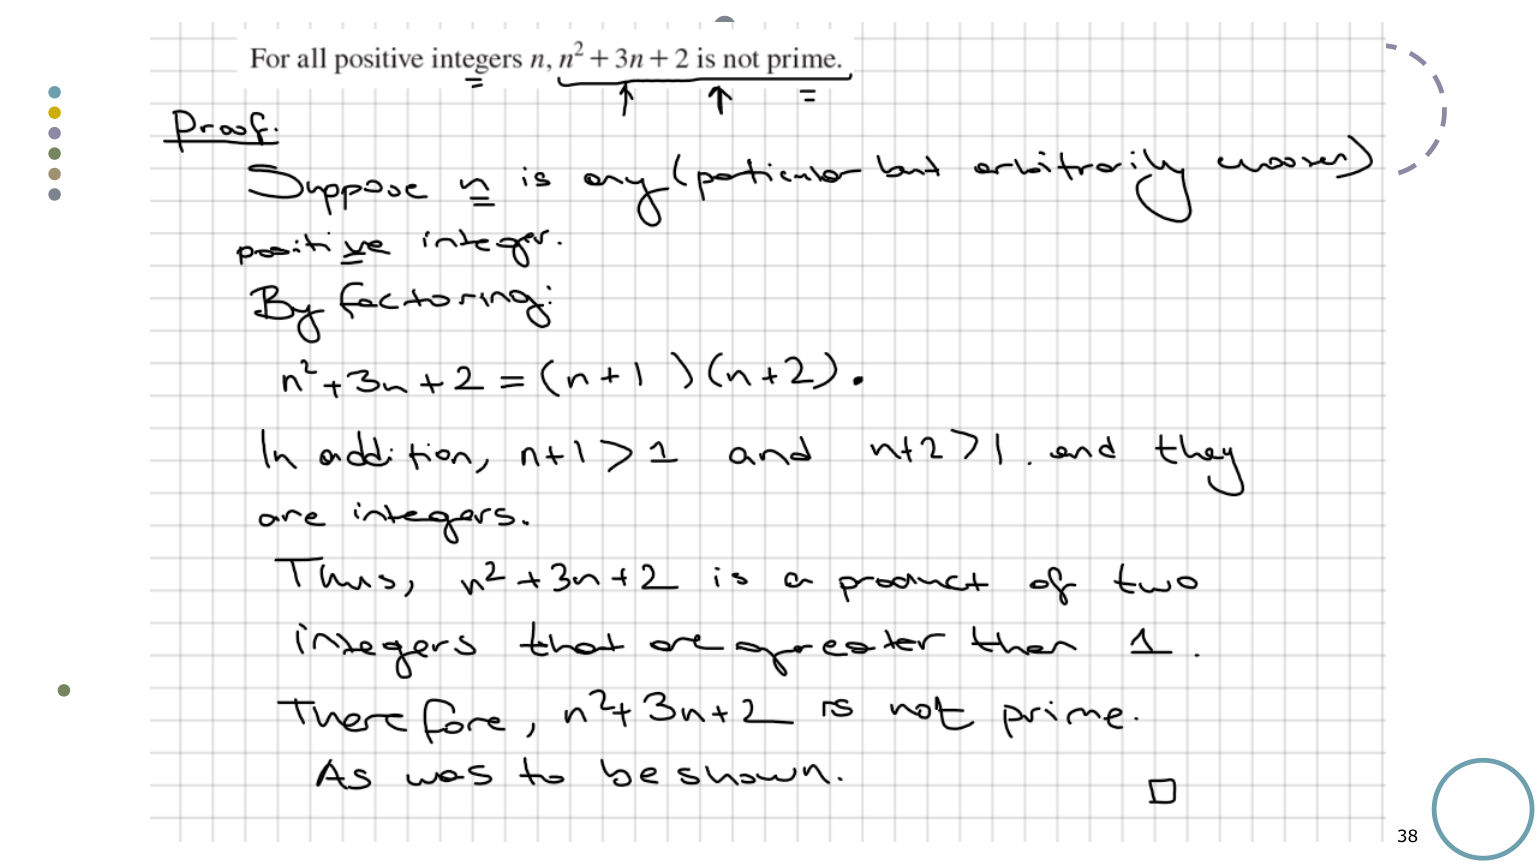 For all positive integers n, n² + 3n + 2 is not prime.
Proof.
Suppose n is any (particular but arbitrarily choosen)
positive integer.
By factoring:
n²+3n+2 = (n+1)(n+2).
In addition, n+1>1 and n+2>1. and they
are integers.
Thus, n²+3n+2 is a product of two
integers that are greater than 1.
Therefore, n²+3n+2 is not prime.
As was to be shown. □
38